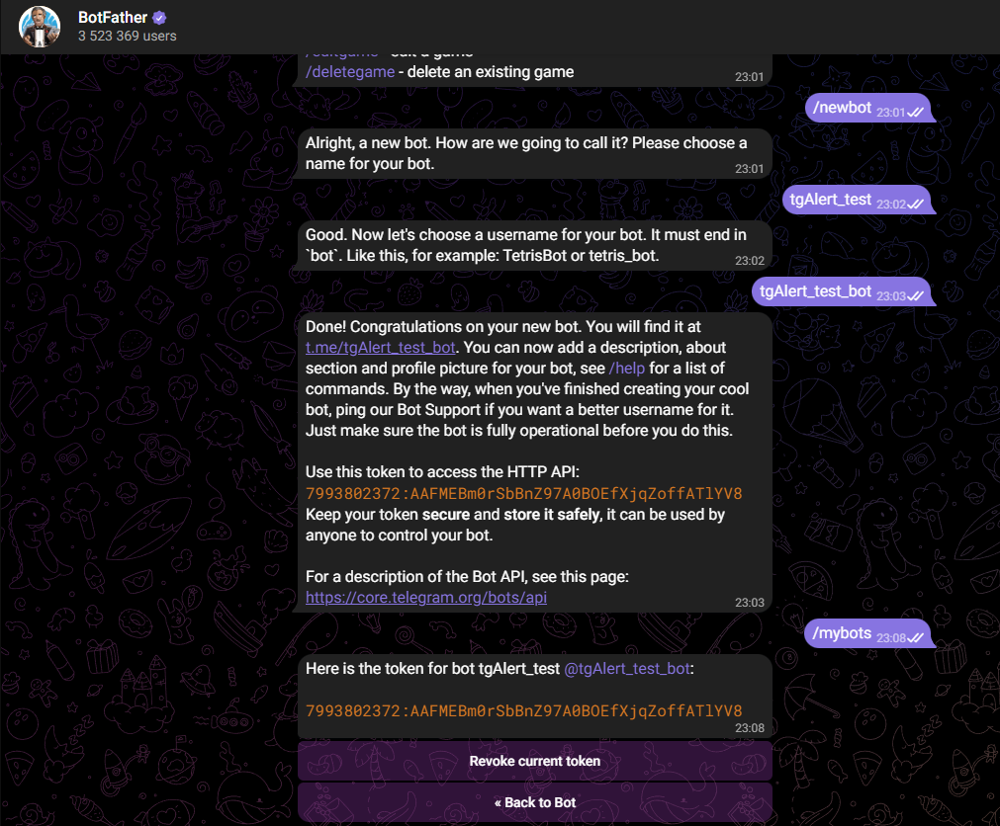 BotFather
3 523 369 users
/editgame - edit a game
/deletegame - delete an existing game
23:01
/newbot 23:01
Alright, a new bot. How are we going to call it? Please choose a
name for your bot.
23:01
tgAlert_test 23:02
Good. Now let's choose a username for your bot. It must end in
`bot`. Like this, for example: TetrisBot or tetris_bot.
23:02
tgAlert_test_bot 23:03
Done! Congratulations on your new bot. You will find it at
t.me/tgAlert_test_bot. You can now add a description, about
section and profile picture for your bot, see /help for a list of
commands. By the way, when you've finished creating your cool
bot, ping our Bot Support if you want a better username for it.
Just make sure the bot is fully operational before you do this.
Use this token to access the HTTP API:
7993802372:AAFMEBm0rSbBnZ97A0BOEfXjqZoffATlYV8
Keep your token secure and store it safely, it can be used by
anyone to control your bot.
For a description of the Bot API, see this page:
https://core.telegram.org/bots/api
23:03
/mybots 23:08
Here is the token for bot tgAlert_test @tgAlert_test_bot:
7993802372:AAFMEBm0rSbBnZ97A0BOEfXjqZoffATlYV8
23:08
Revoke current token
« Back to Bot